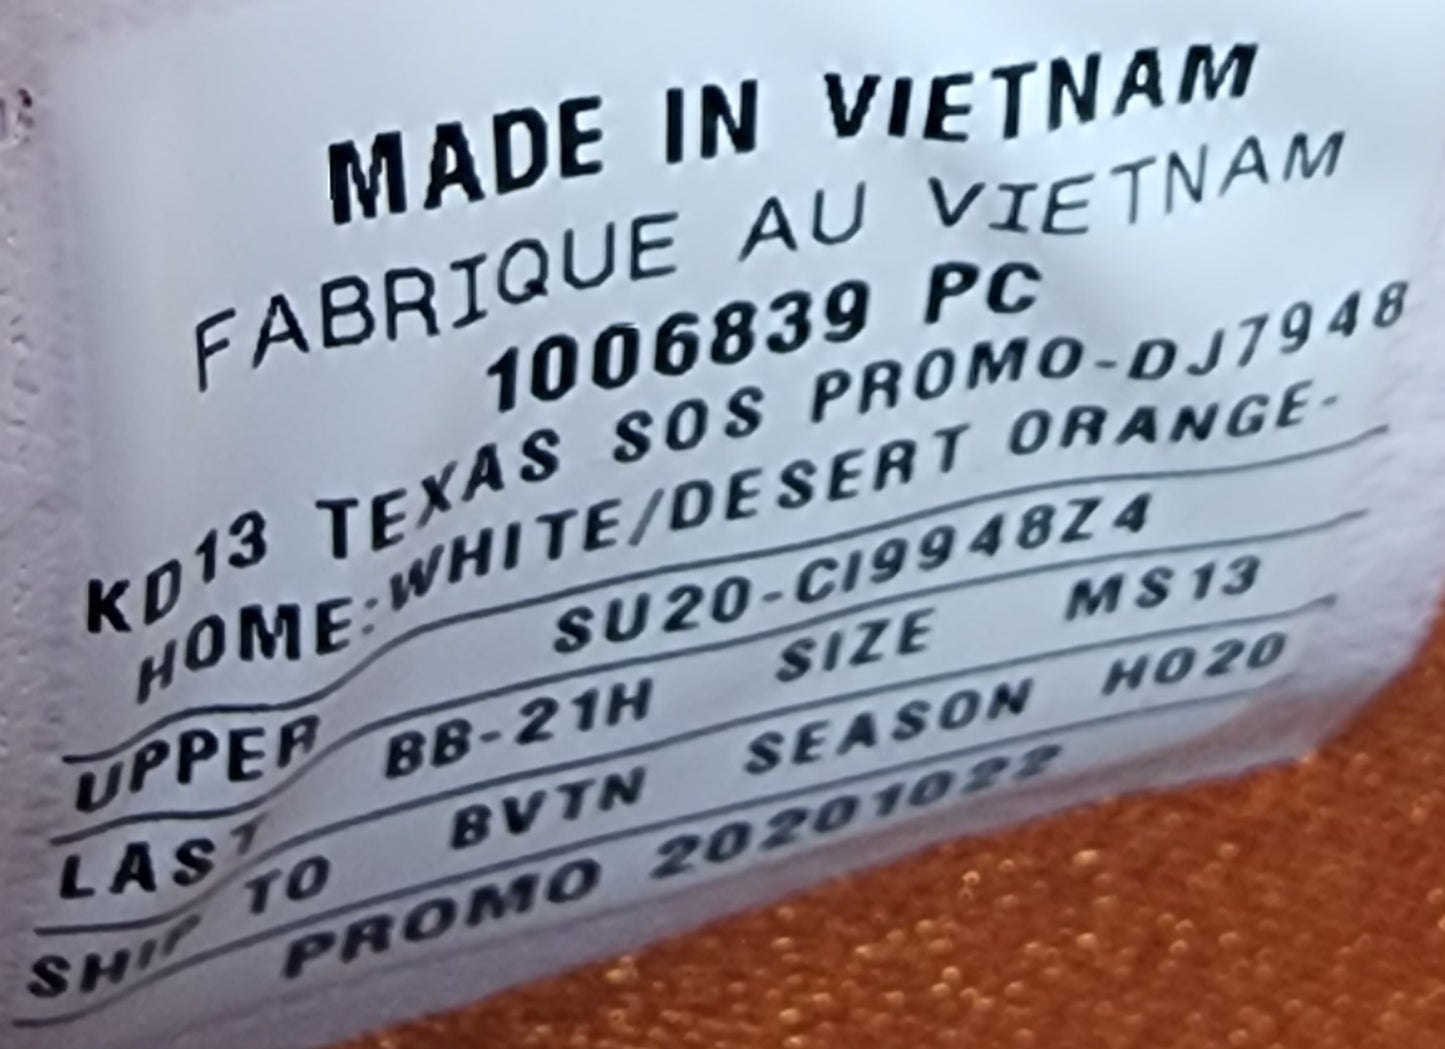 MADE IN VIETNAM
FABRIQUE AU VIETNAM
1006839 PC
KD13 TEXAS SOS PROMO-DJ7948
HOME:WHITE/DESERT ORANGE-
UPPER SU20-CI9948Z4
LAST BB-21H SIZE MS13
SHIP TO BVTN SEASON HO20
PROMO 20201022